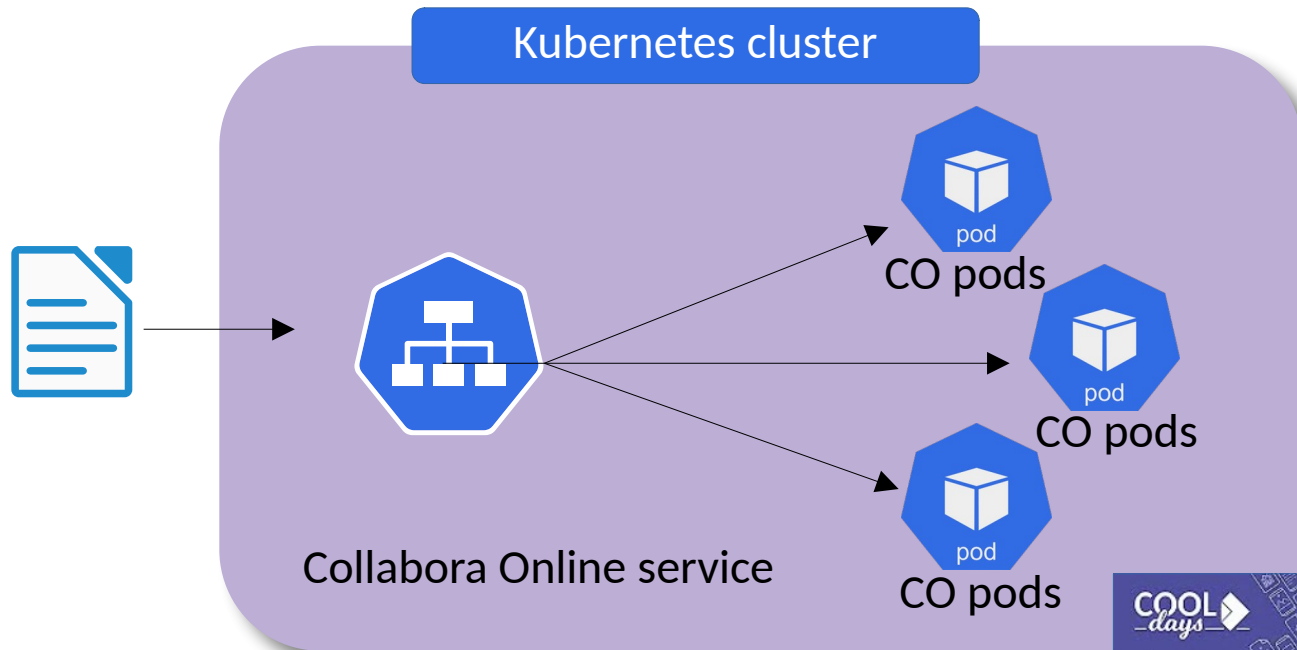 Kubernetes cluster
pod
CO pods
pod
CO pods
pod
CO pods
Collabora Online service
COOL
days